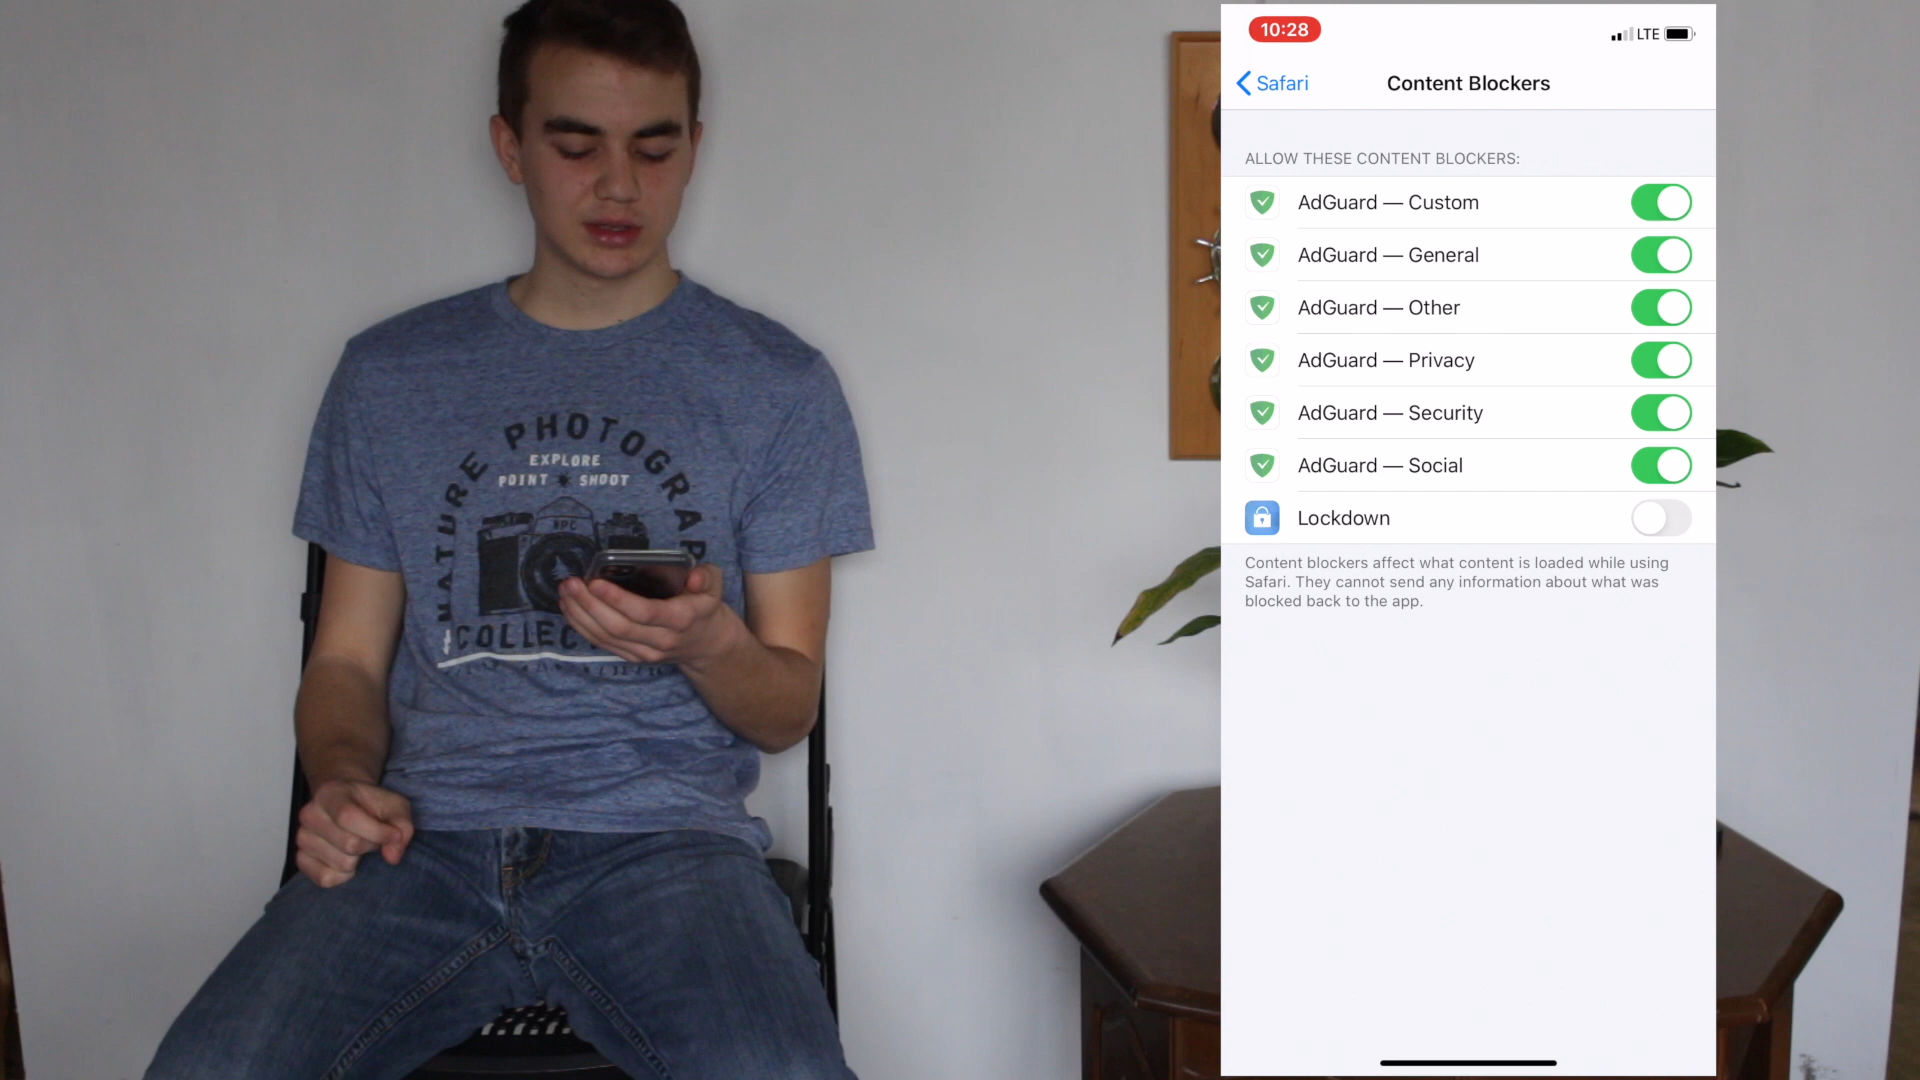 10:28
LTE
Safari
Content Blockers
ALLOW THESE CONTENT BLOCKERS:
AdGuard — Custom
AdGuard — General
AdGuard — Other
AdGuard — Privacy
AdGuard — Security
AdGuard — Social
Lockdown
Content blockers affect what content is loaded while using
Safari. They cannot send any information about what was
blocked back to the app.
NATURE PHOTOGRAP
EXPLORE
POINT SHOOT
NPC
COLLEC